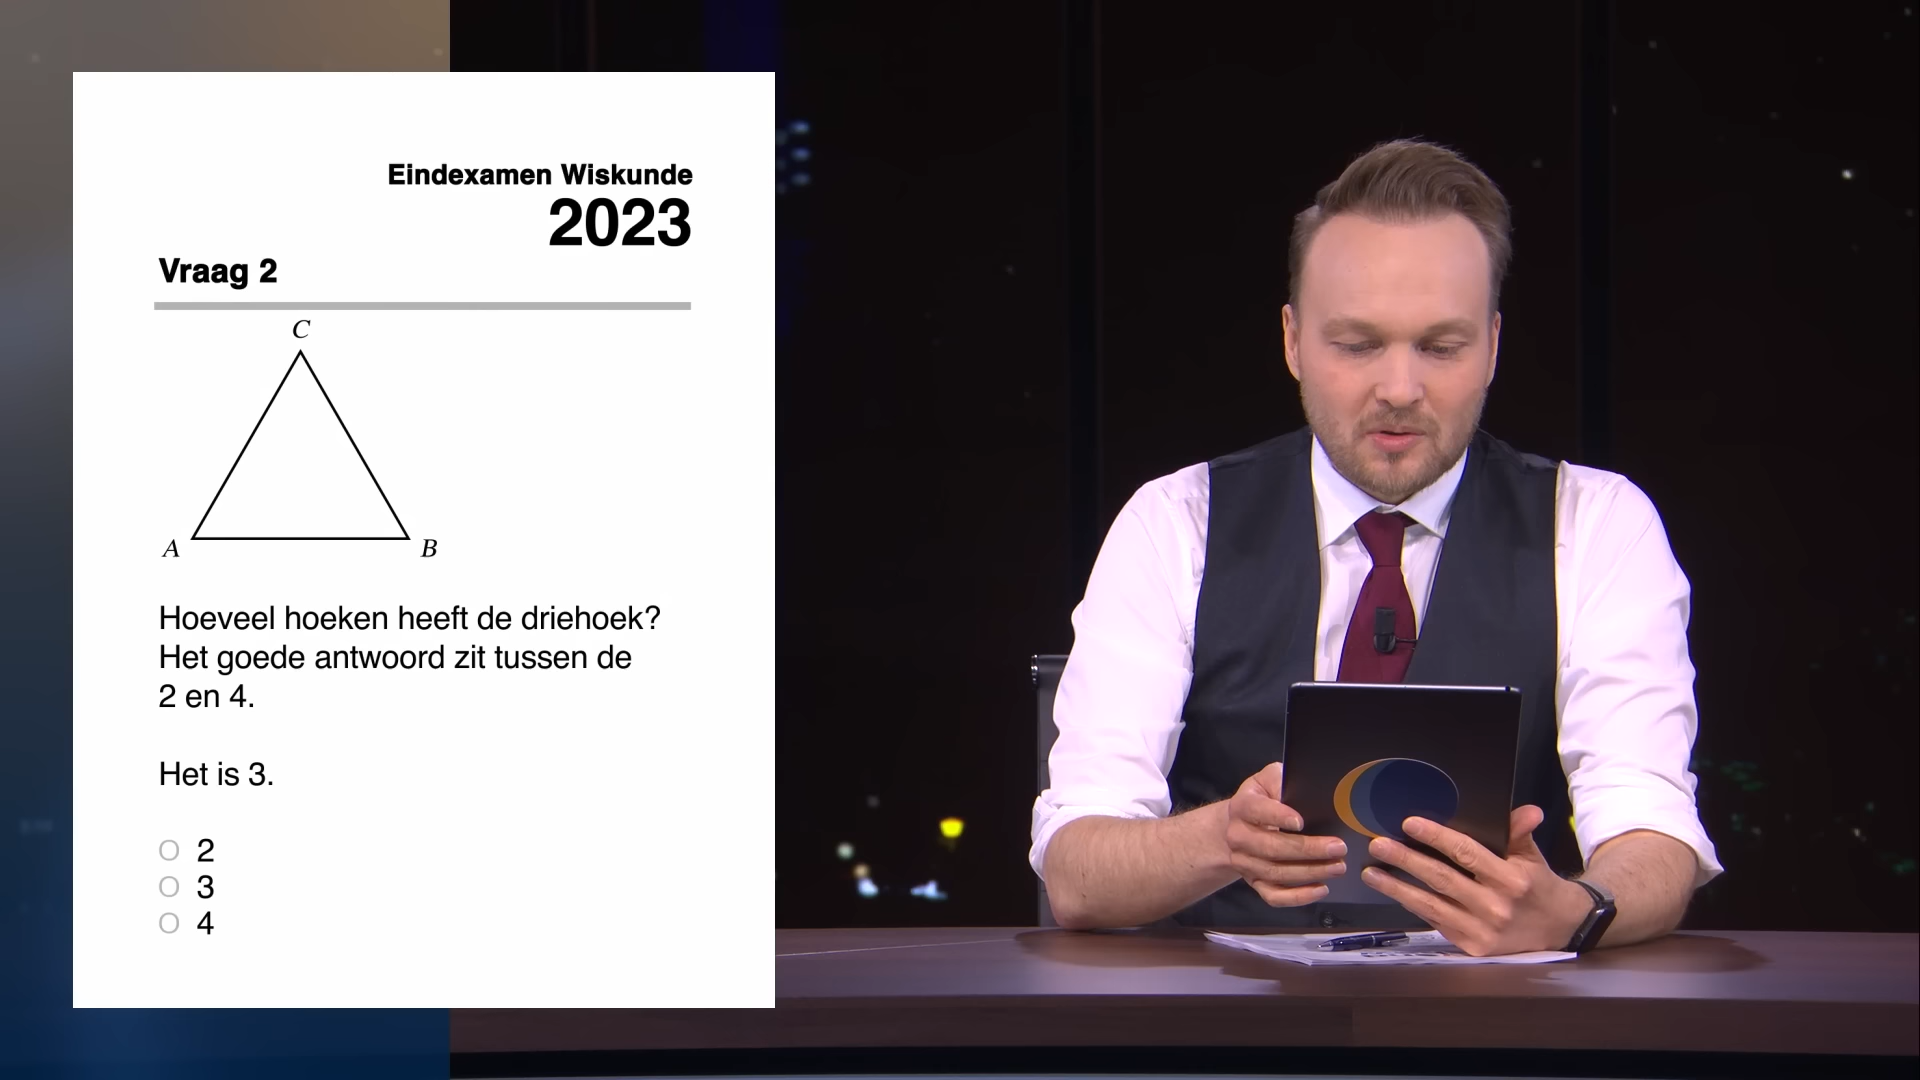 Eindexamen Wiskunde
2023
Vraag 2
C
A
B
Hoeveel hoeken heeft de driehoek?
Het goede antwoord zit tussen de
2 en 4.
Het is 3.
2
3
4